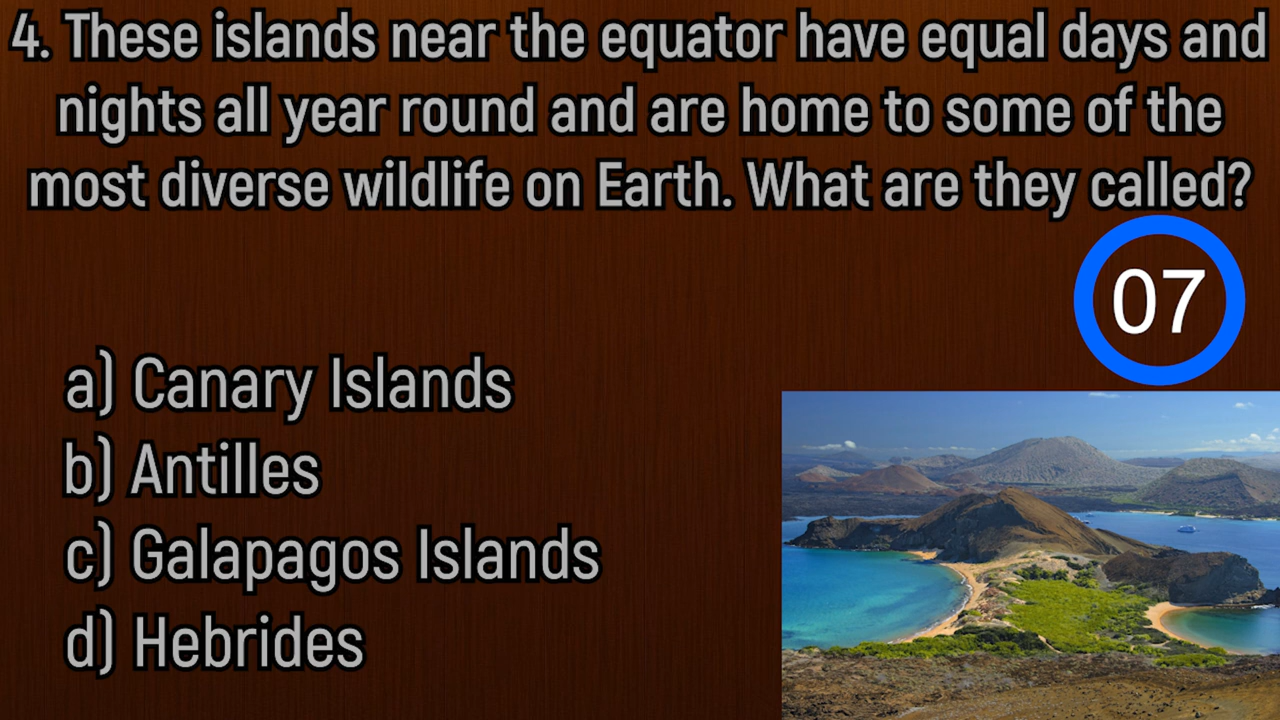 4. These islands near the equator have equal days and
nights all year round and are home to some of the
most diverse wildlife on Earth. What are they called?
07
a) Canary Islands
b) Antilles
c) Galapagos Islands
d) Hebrides